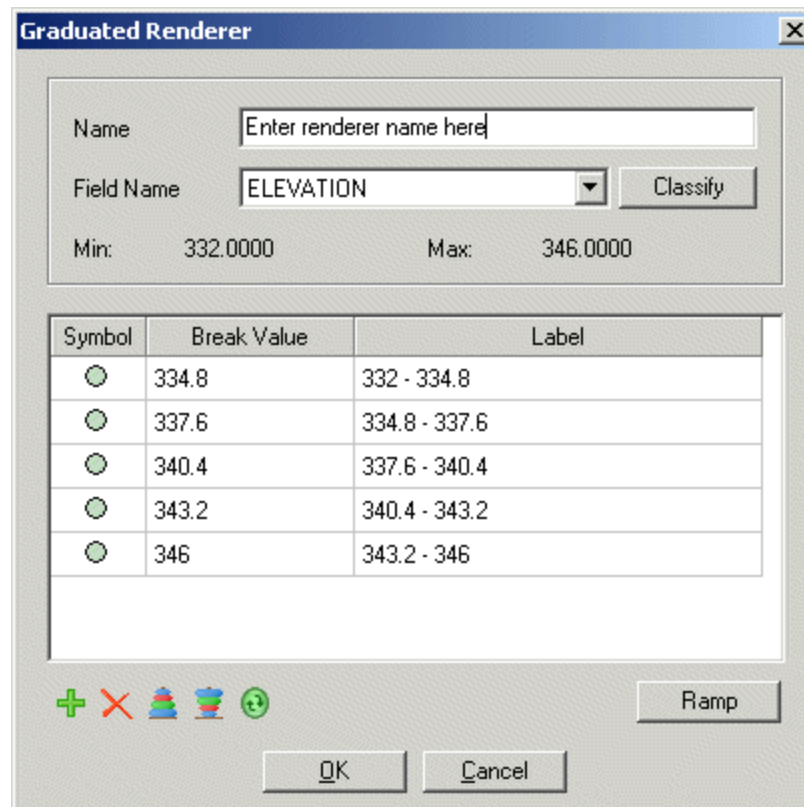 Graduated Renderer
Name Enter renderer name here
Field Name ELEVATION Classify
Min: 332.0000 Max: 346.0000
Symbol Break Value Label
334.8 332 - 334.8
337.6 334.8 - 337.6
340.4 337.6 - 340.4
343.2 340.4 - 343.2
346 343.2 - 346
Ramp
OK Cancel